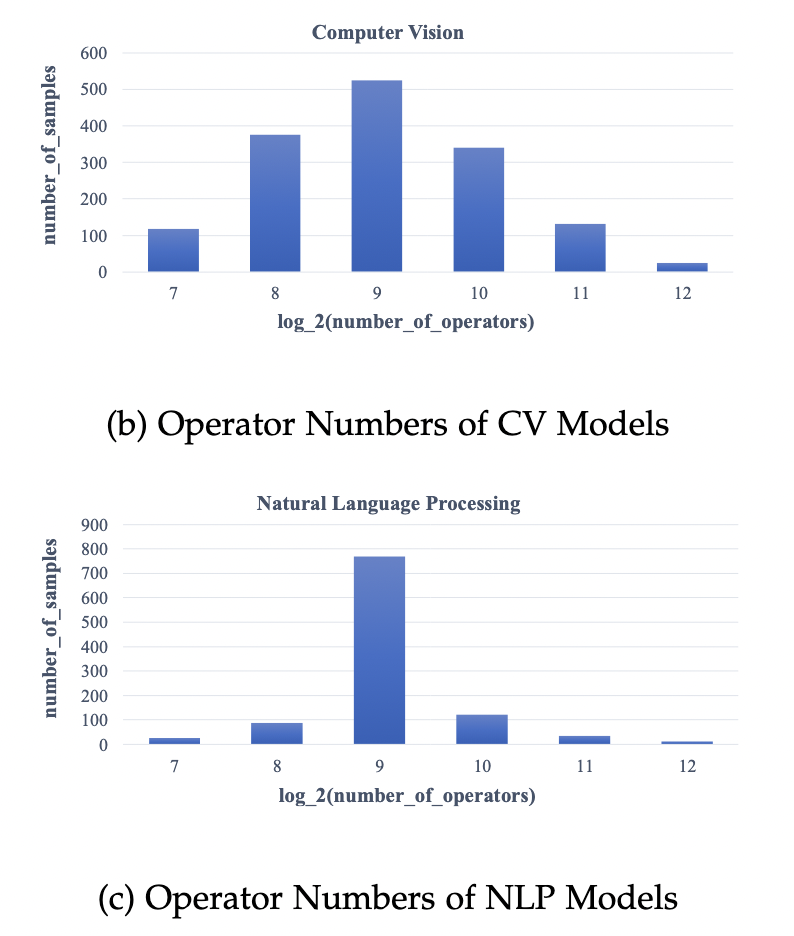 Computer Vision
600
500
400
300
200
100
0
number_of_samples
7 8 9 10 11 12
log_2(number_of_operators)
(b) Operator Numbers of CV Models
Natural Language Processing
900
800
700
600
500
400
300
200
100
0
number_of_samples
7 8 9 10 11 12
log_2(number_of_operators)
(c) Operator Numbers of NLP Models